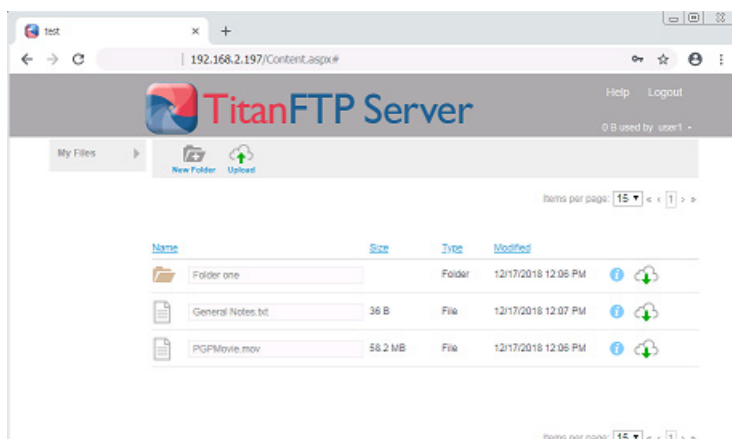 test
192.168.2.197/Content.aspx#
TitanFTP Server
Help Logout
0 B used by user1
My Files
New Folder Upload
Items per page: 15 « ‹ 1 › »
Name Size Type Modified
Folder one Folder 12/17/2018 12:06 PM
General Notes.txt 36 B File 12/17/2018 12:07 PM
PGPMovie.mov 58.2 MB File 12/17/2018 12:06 PM
Items per page: 15 « ‹ 1 › »